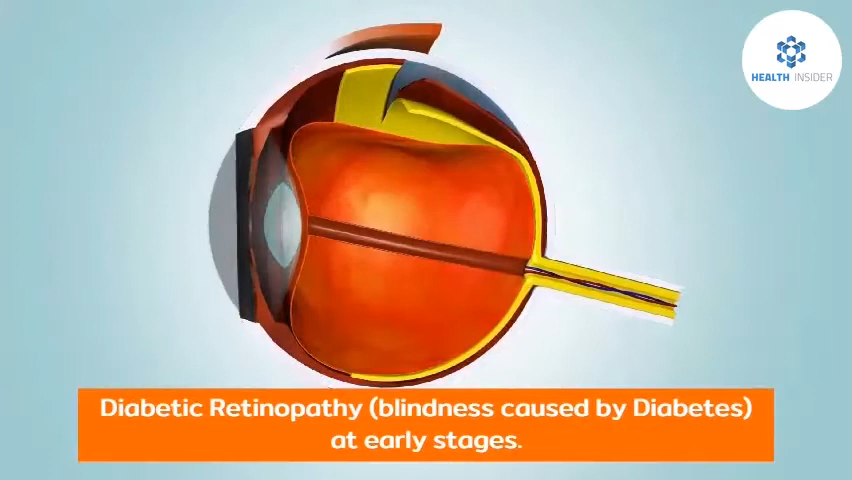 HEALTH INSIDER
Diabetic Retinopathy (blindness caused by Diabetes)
at early stages.